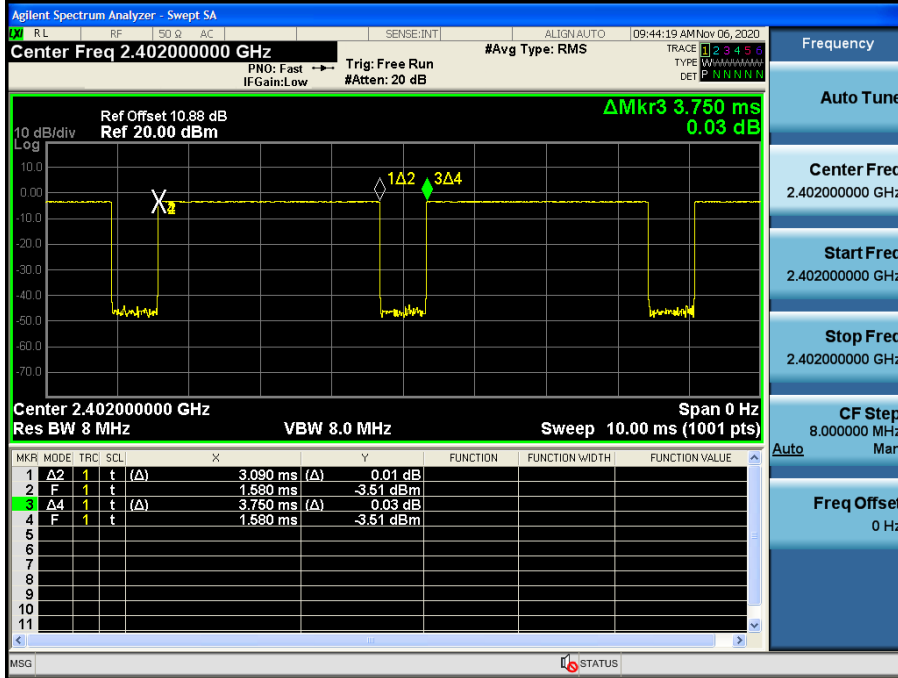 Agilent Spectrum Analyzer - Swept SA
LXI RL RF 50 Ω AC SENSE:INT ALIGN AUTO 09:44:19 AM Nov 06, 2020
Center Freq 2.402000000 GHz #Avg Type: RMS TRACE 1 2 3 4 5 6
PNO: Fast Trig: Free Run TYPE WWWWWW
IFGain:Low #Atten: 20 dB DET P N N N N N
Ref Offset 10.88 dB ΔMkr3 3.750 ms
10 dB/div Ref 20.00 dBm 0.03 dB
Log
10.0
1Δ2 3Δ4
0.00
-10.0
-20.0
-30.0
-40.0
-50.0
-60.0
-70.0
Center 2.402000000 GHz Span 0 Hz
Res BW 8 MHz VBW 8.0 MHz Sweep 10.00 ms (1001 pts)
MKR MODE TRC SCL X Y FUNCTION FUNCTION WIDTH FUNCTION VALUE
1 Δ2 1 t (Δ) 3.090 ms (Δ) 0.01 dB
2 F 1 t 1.580 ms -3.51 dBm
3 Δ4 1 t (Δ) 3.750 ms (Δ) 0.03 dB
4 F 1 t 1.580 ms -3.51 dBm
5
6
7
8
9
10
11
MSG STATUS
Frequency
Auto Tune
Center Freq
2.402000000 GHz
Start Freq
2.402000000 GHz
Stop Freq
2.402000000 GHz
CF Step
8.000000 MHz
Auto Man
Freq Offset
0 Hz